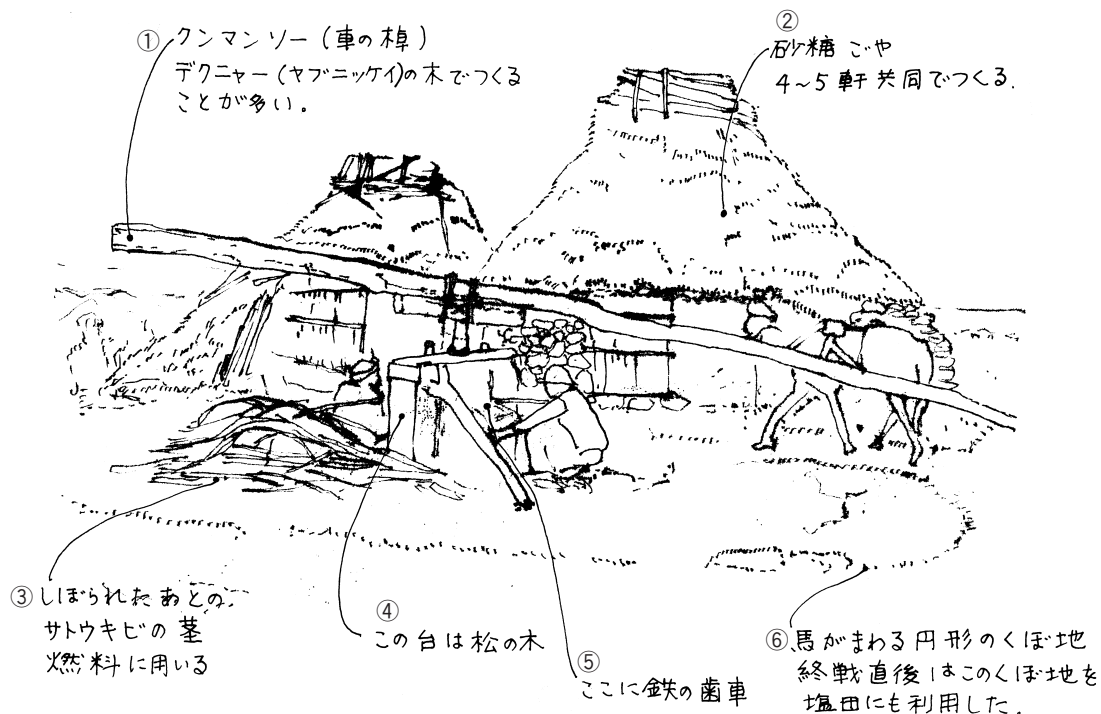 ① クンマンソー (車の棹)
デクニャー (ヤブニッケイ)の木でつくる
ことが多い。
② 砂糖ごや
4~5軒共同でつくる.
③ しぼられたあとの
サトウキビの茎
燃料に用いる
④ この台は松の木
⑤ ここに鉄の歯車
⑥ 馬がまわる円形のくぼ地
終戦直後はこのくぼ地を
塩田にも利用した.